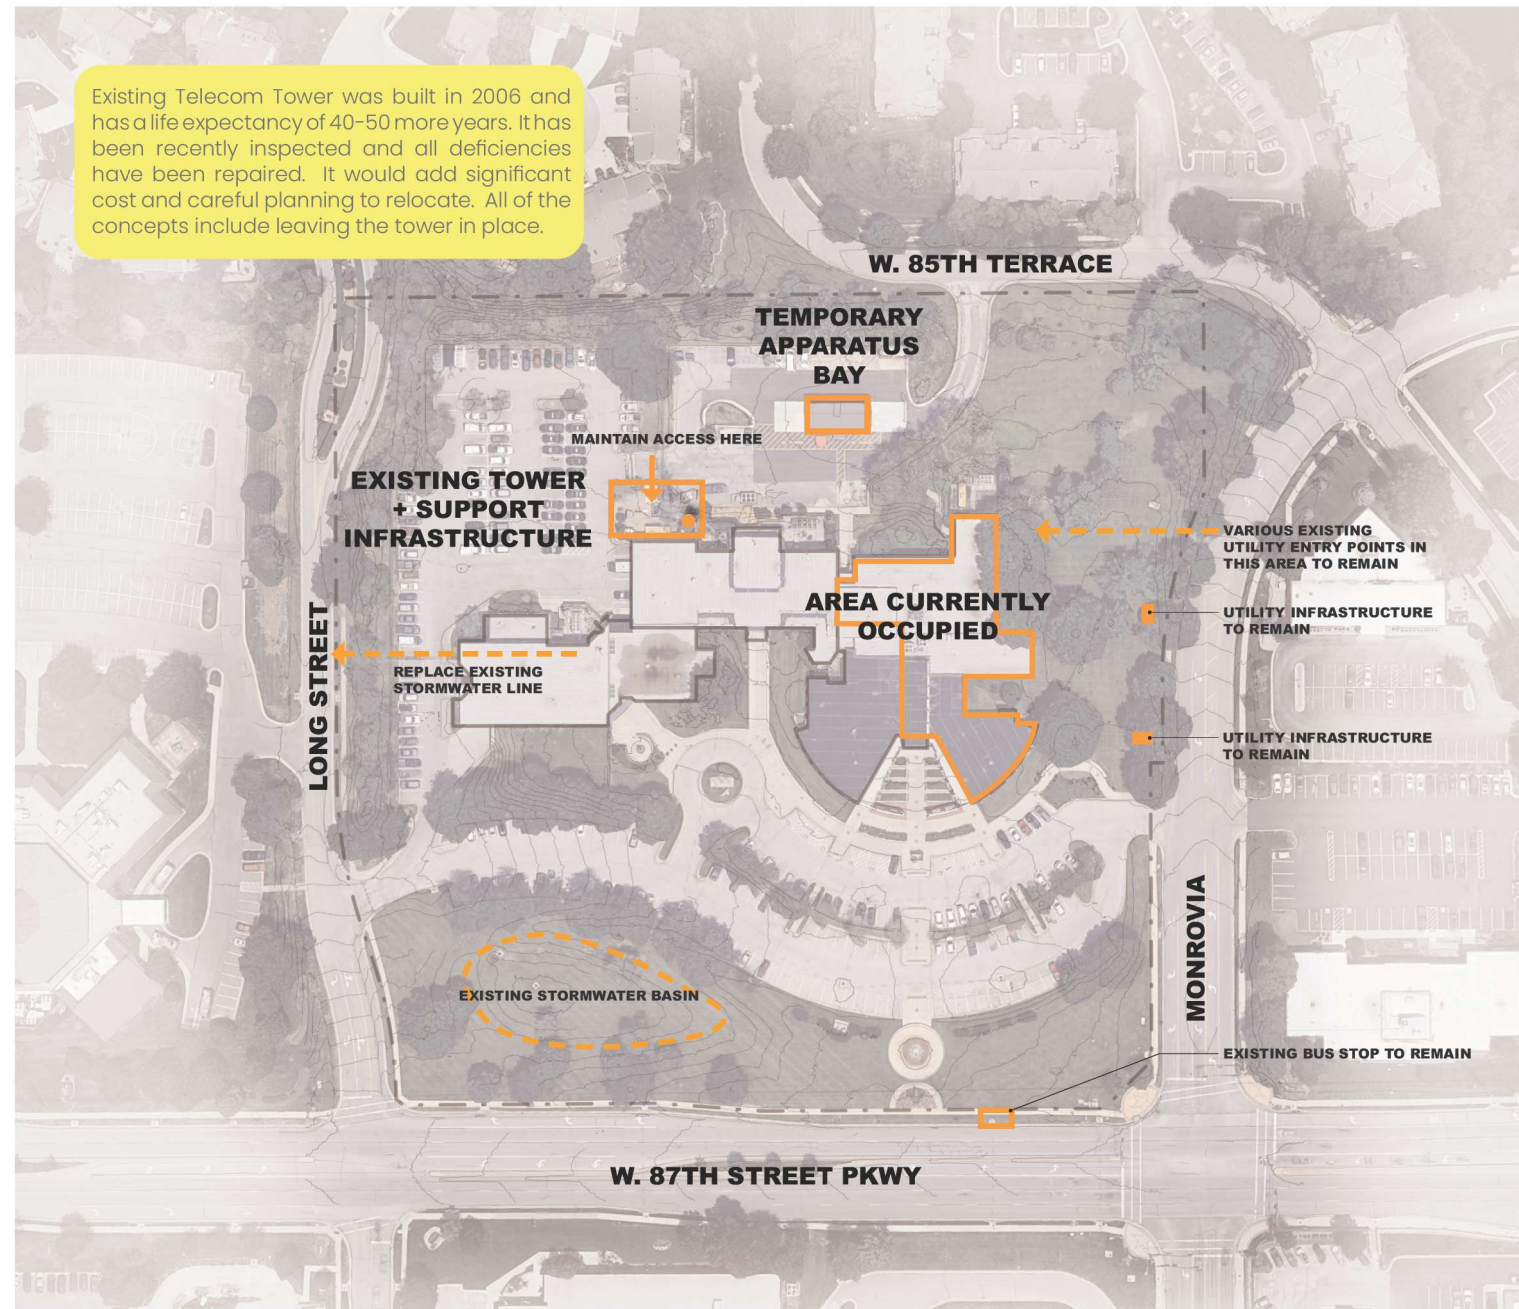 Existing Telecom Tower was built in 2006 and
has a life expectancy of 40-50 more years. It has
been recently inspected and all deficiencies
have been repaired. It would add significant
cost and careful planning to relocate. All of the
concepts include leaving the tower in place.
W. 85TH TERRACE
TEMPORARY
APPARATUS
BAY
MAINTAIN ACCESS HERE
EXISTING TOWER
+ SUPPORT
INFRASTRUCTURE
VARIOUS EXISTING
UTILITY ENTRY POINTS IN
THIS AREA TO REMAIN
AREA CURRENTLY
OCCUPIED
UTILITY INFRASTRUCTURE
TO REMAIN
REPLACE EXISTING
STORMWATER LINE
LONG STREET
UTILITY INFRASTRUCTURE
TO REMAIN
MONROVIA
EXISTING STORMWATER BASIN
EXISTING BUS STOP TO REMAIN
W. 87TH STREET PKWY